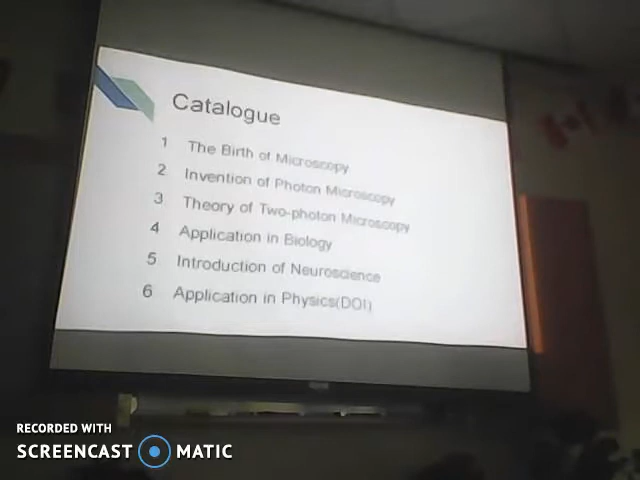 Catalogue
1 The Birth of Microscopy
2 Invention of Photon Microscopy
3 Theory of Two-photon Microscopy
4 Application in Biology
5 Introduction of Neuroscience
6 Application in Physics(DOI)
RECORDED WITH
SCREENCAST MATIC